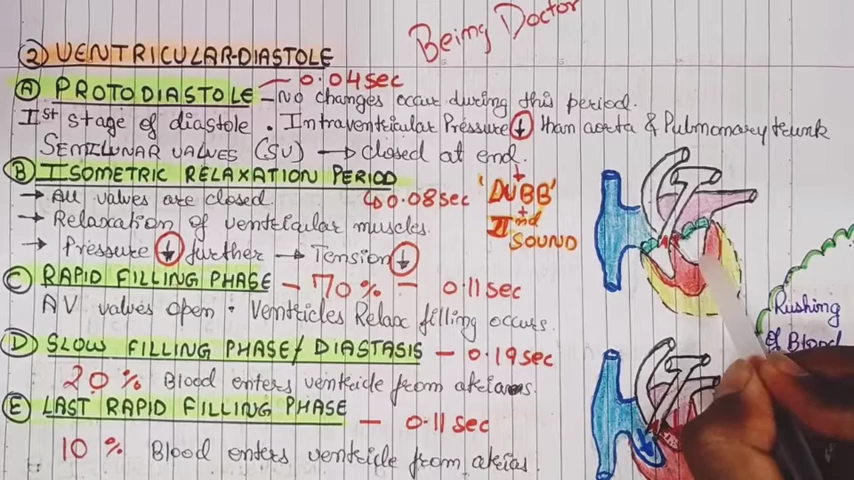 Being Doctor
② VENTRICULAR-DIASTOLE
Ⓐ PROTODIASTOLE — 0.04 sec
– No changes occur during this period.
Ist stage of diastole . Intraventricular Pressure ↓ than aorta & Pulmonary trunk
SEMILUNAR VALVES (SV) → closed at end.
Ⓑ ISOMETRIC RELAXATION PERIOD
→ All valves are closed. ↳ 0.08 sec
'DUBB'
IInd
SOUND
→ Relaxation of ventricular muscles.
→ Pressure ↓ further → Tension ↓
Ⓒ RAPID FILLING PHASE – 70% – 0.11 sec
AV valves open : Ventricles Relax filling occurs.
Ⓓ SLOW FILLING PHASE/ DIASTASIS – 0.19 sec
20 % Blood enters ventricle from atrias.
Ⓔ LAST RAPID FILLING PHASE – 0.11 sec
10 % Blood enters ventricle from atrias.
Rushing
of Blood